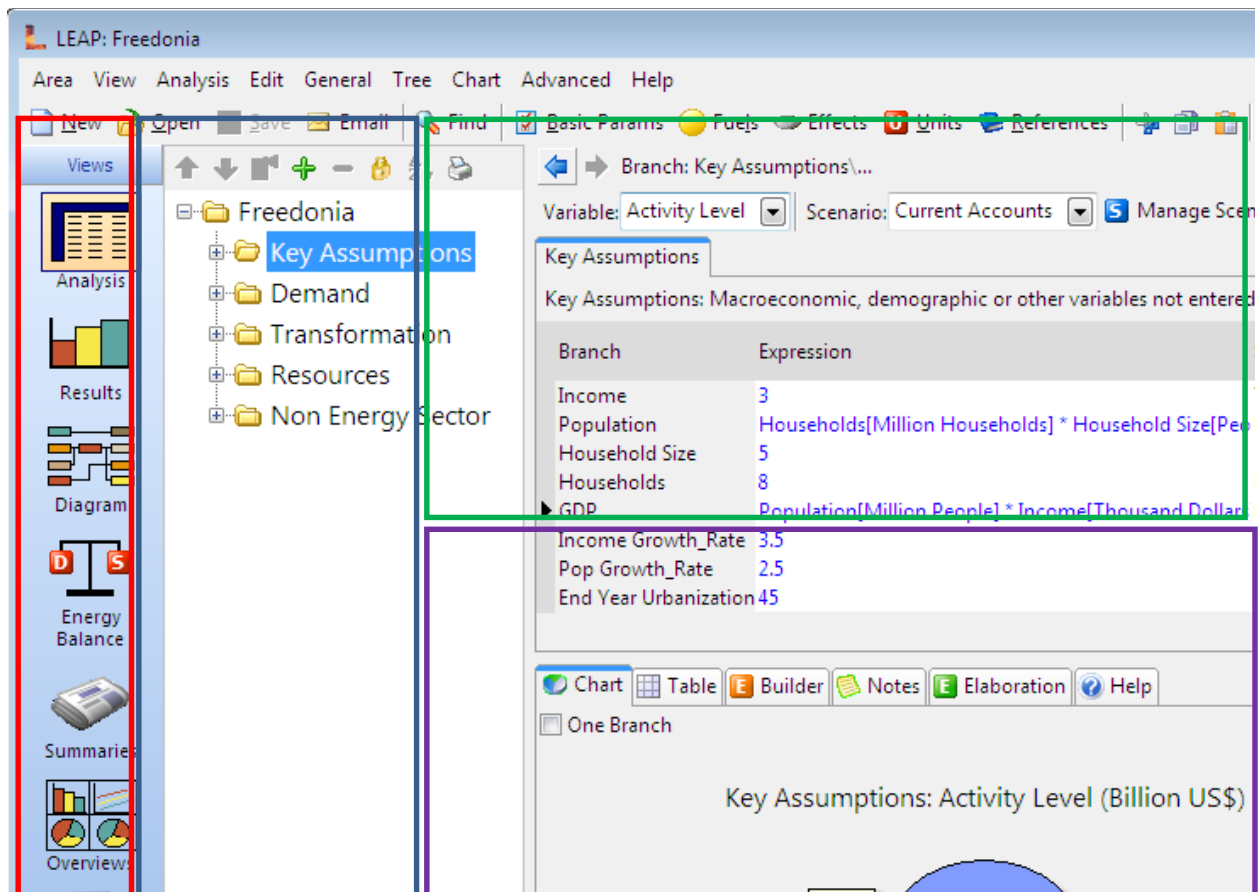 LEAP: Freedonia
Area View Analysis Edit General Tree Chart Advanced Help
New Open Save Email Find Basic Params Fuels Effects Units References
Views
Analysis
Results
Diagram
D S
Energy
Balance
Summaries
Overviews
Freedonia
Key Assumptions
Demand
Transformation
Resources
Non Energy Sector
Branch: Key Assumptions\...
Variable: Activity Level Scenario: Current Accounts S Manage Scen
Key Assumptions
Key Assumptions: Macroeconomic, demographic or other variables not entered
Branch Expression
Income 3
Population Households[Million Households] * Household Size[Peo
Household Size 5
Households 8
GDP Population[Million People] * Income[Thousand Dollars
Income Growth_Rate 3.5
Pop Growth_Rate 2.5
End Year Urbanization 45
Chart Table E Builder Notes E Elaboration ? Help
One Branch
Key Assumptions: Activity Level (Billion US$)